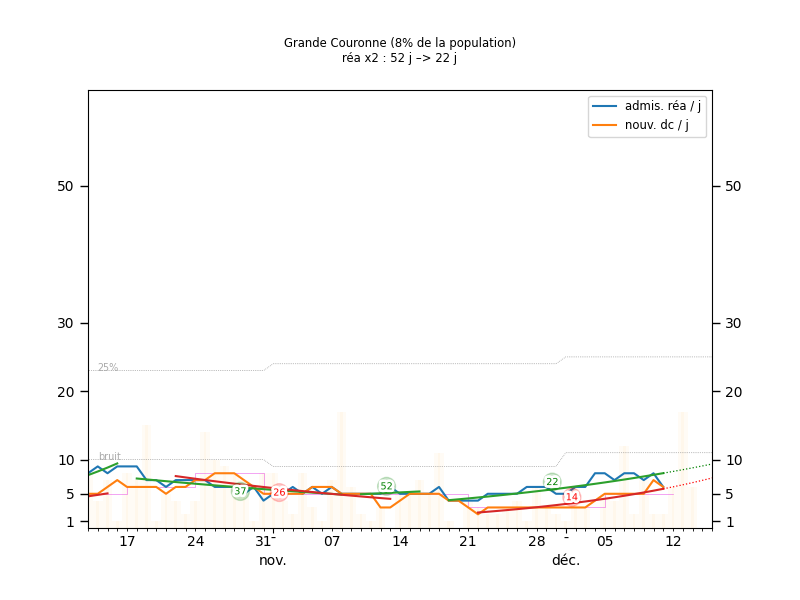 Grande Couronne (8% de la population)
réa x2 : 52 j –> 22 j
admis. réa / j
nouv. dc / j
50 50
30 30
25%
20 20
bruit
10 10
37 26 52 22 14
5 5
1 1
17 24 31 07 14 21 28 05 12
nov. déc.